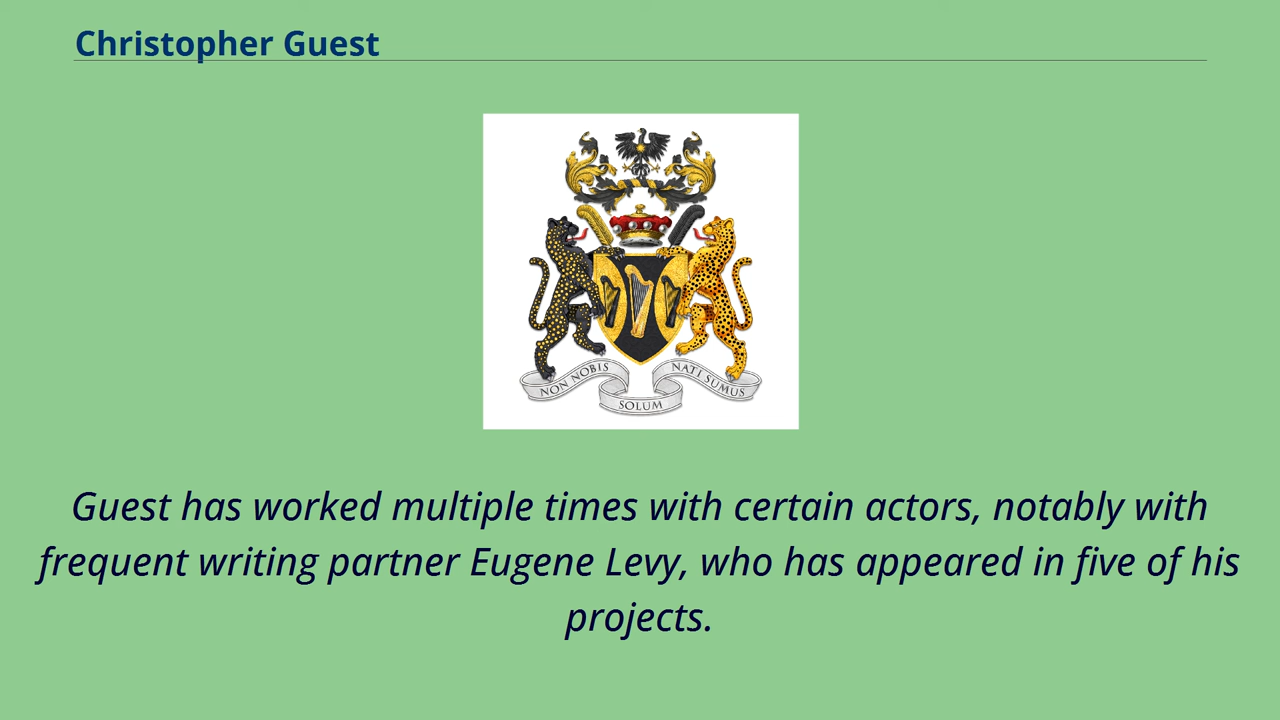 Christopher Guest
NON NOBIS
SOLUM
NATI SUMUS
Guest has worked multiple times with certain actors, notably with
frequent writing partner Eugene Levy, who has appeared in five of his
projects.